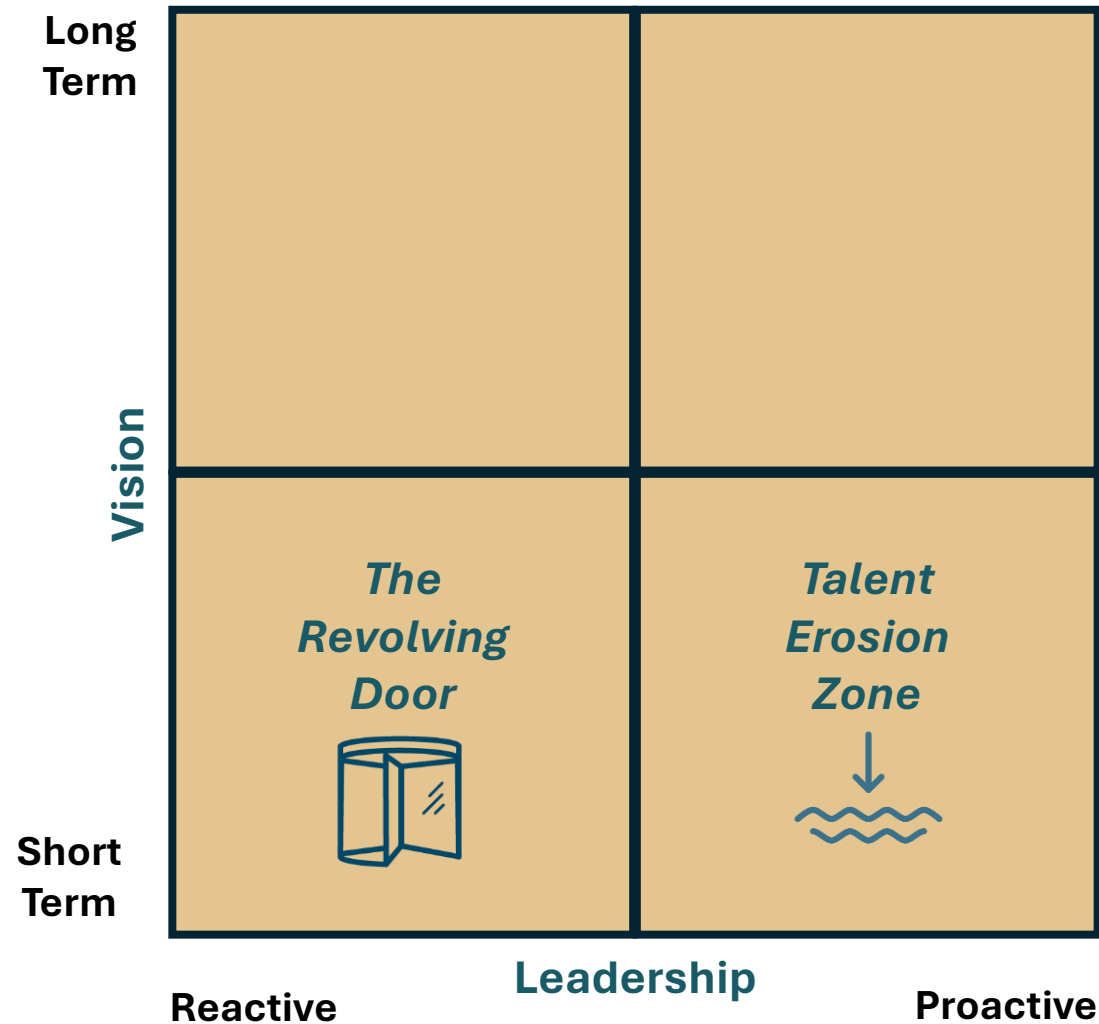 Long
Term
Vision
The
Revolving
Door
Talent
Erosion
Zone
Short
Term
Leadership
Reactive
Proactive